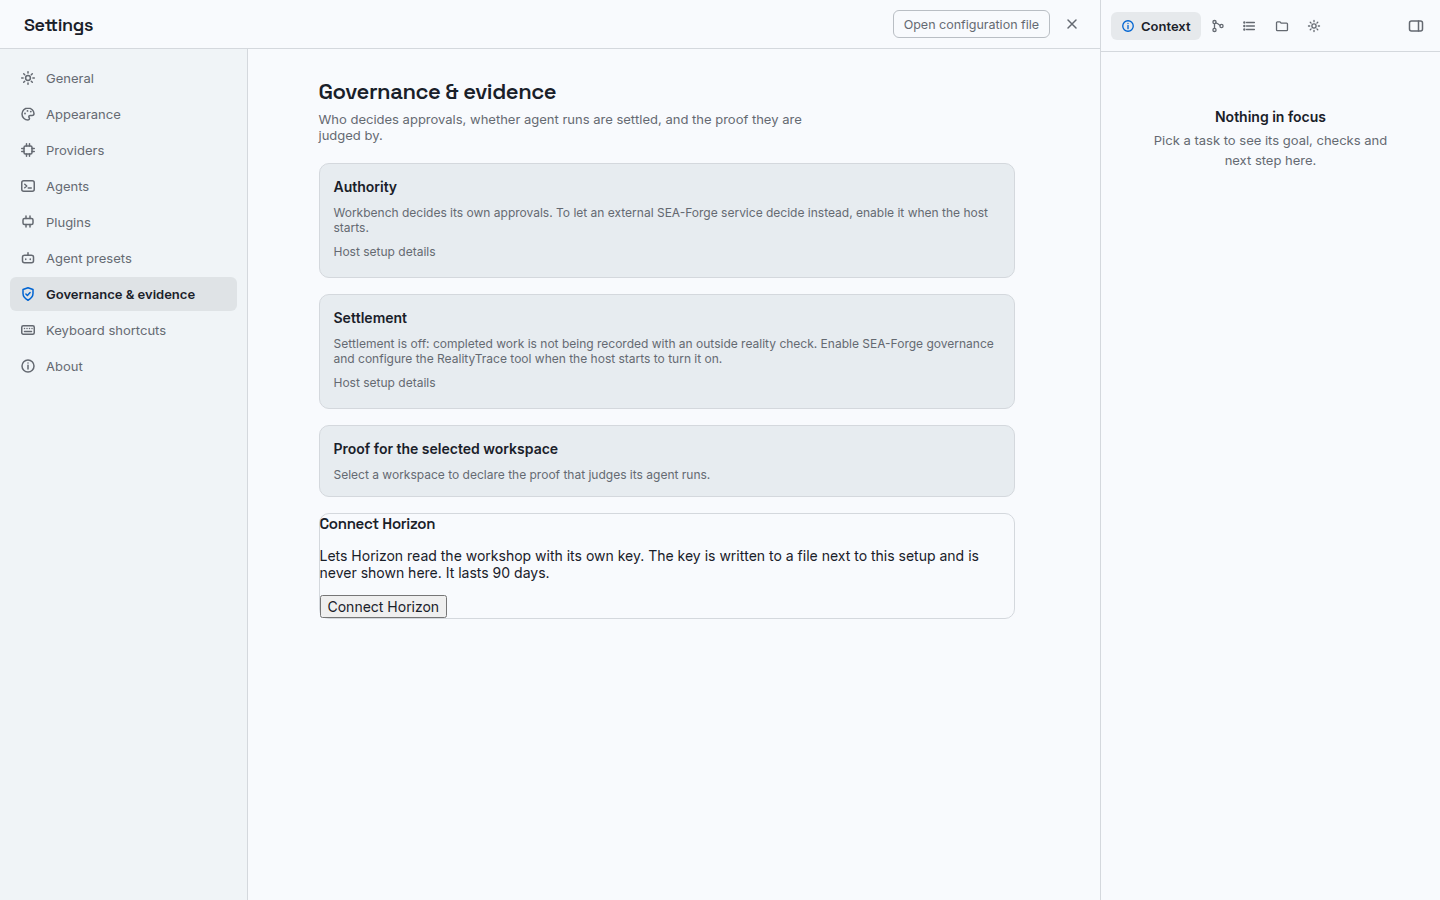 Settings
Open configuration file
General
Appearance
Providers
Agents
Plugins
Agent presets
Governance & evidence
Keyboard shortcuts
About
Governance & evidence
Who decides approvals, whether agent runs are settled, and the proof they are
judged by.
Authority
Workbench decides its own approvals. To let an external SEA-Forge service decide instead, enable it when the host
starts.
Host setup details
Settlement
Settlement is off: completed work is not being recorded with an outside reality check. Enable SEA-Forge governance
and configure the RealityTrace tool when the host starts to turn it on.
Host setup details
Proof for the selected workspace
Select a workspace to declare the proof that judges its agent runs.
Connect Horizon
Lets Horizon read the workshop with its own key. The key is written to a file next to this setup and is
never shown here. It lasts 90 days.
Connect Horizon
Context
Nothing in focus
Pick a task to see its goal, checks and
next step here.